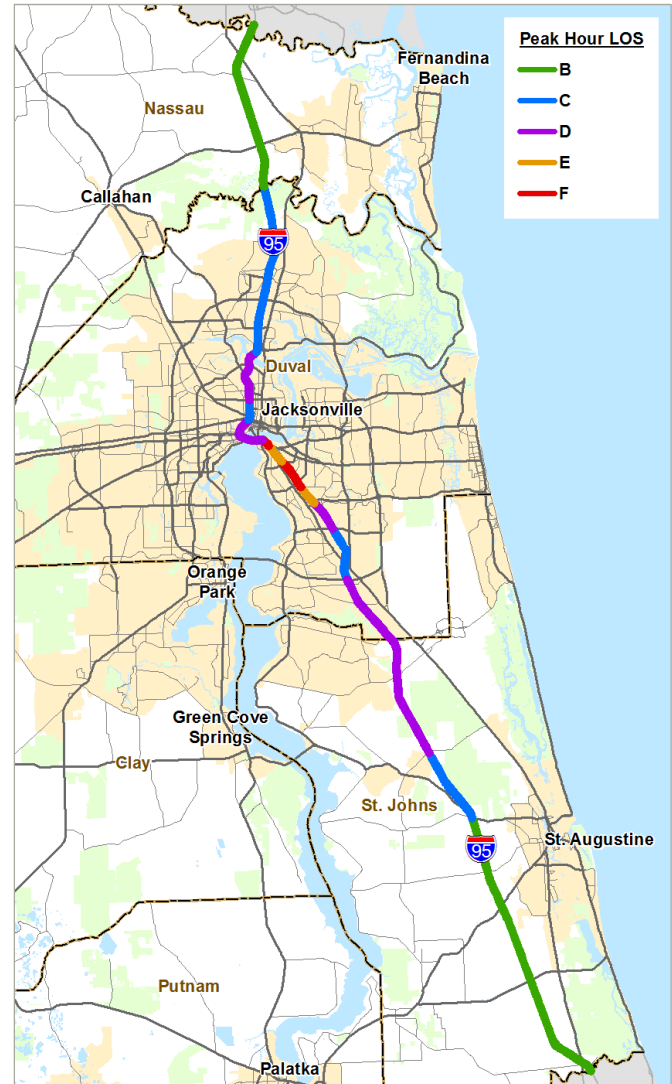 Peak Hour LOS
B
C
D
E
F
Fernandina
Beach
Nassau
Callahan
95
Duval
Jacksonville
Orange
Park
Green Cove
Springs
Clay
St. Johns
95
St. Augustine
Putnam
Palatka